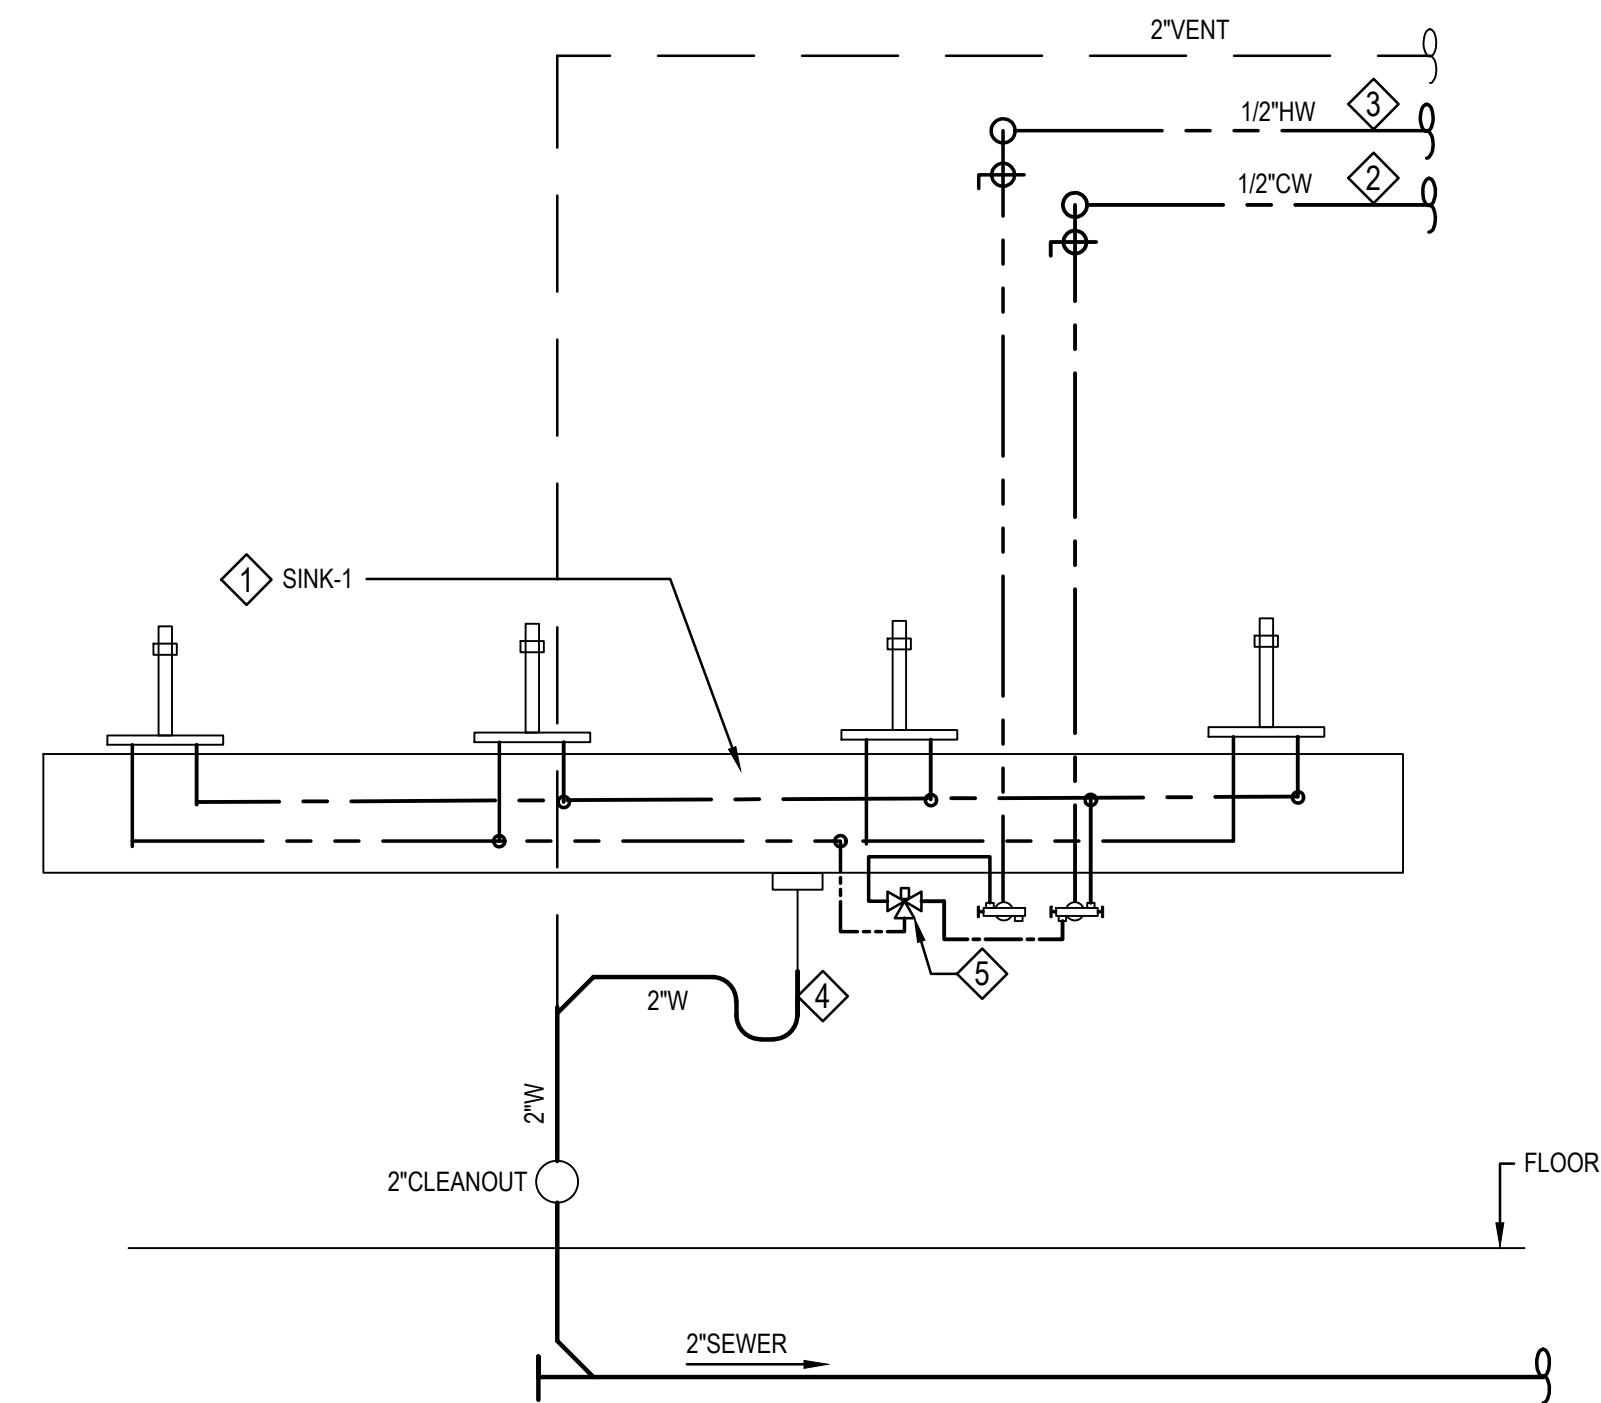 2"VENT
1/2"HW 3
1/2"CW 2
1 SINK-1
5
4
2"W
2"W
2"CLEANOUT
FLOOR
2"SEWER